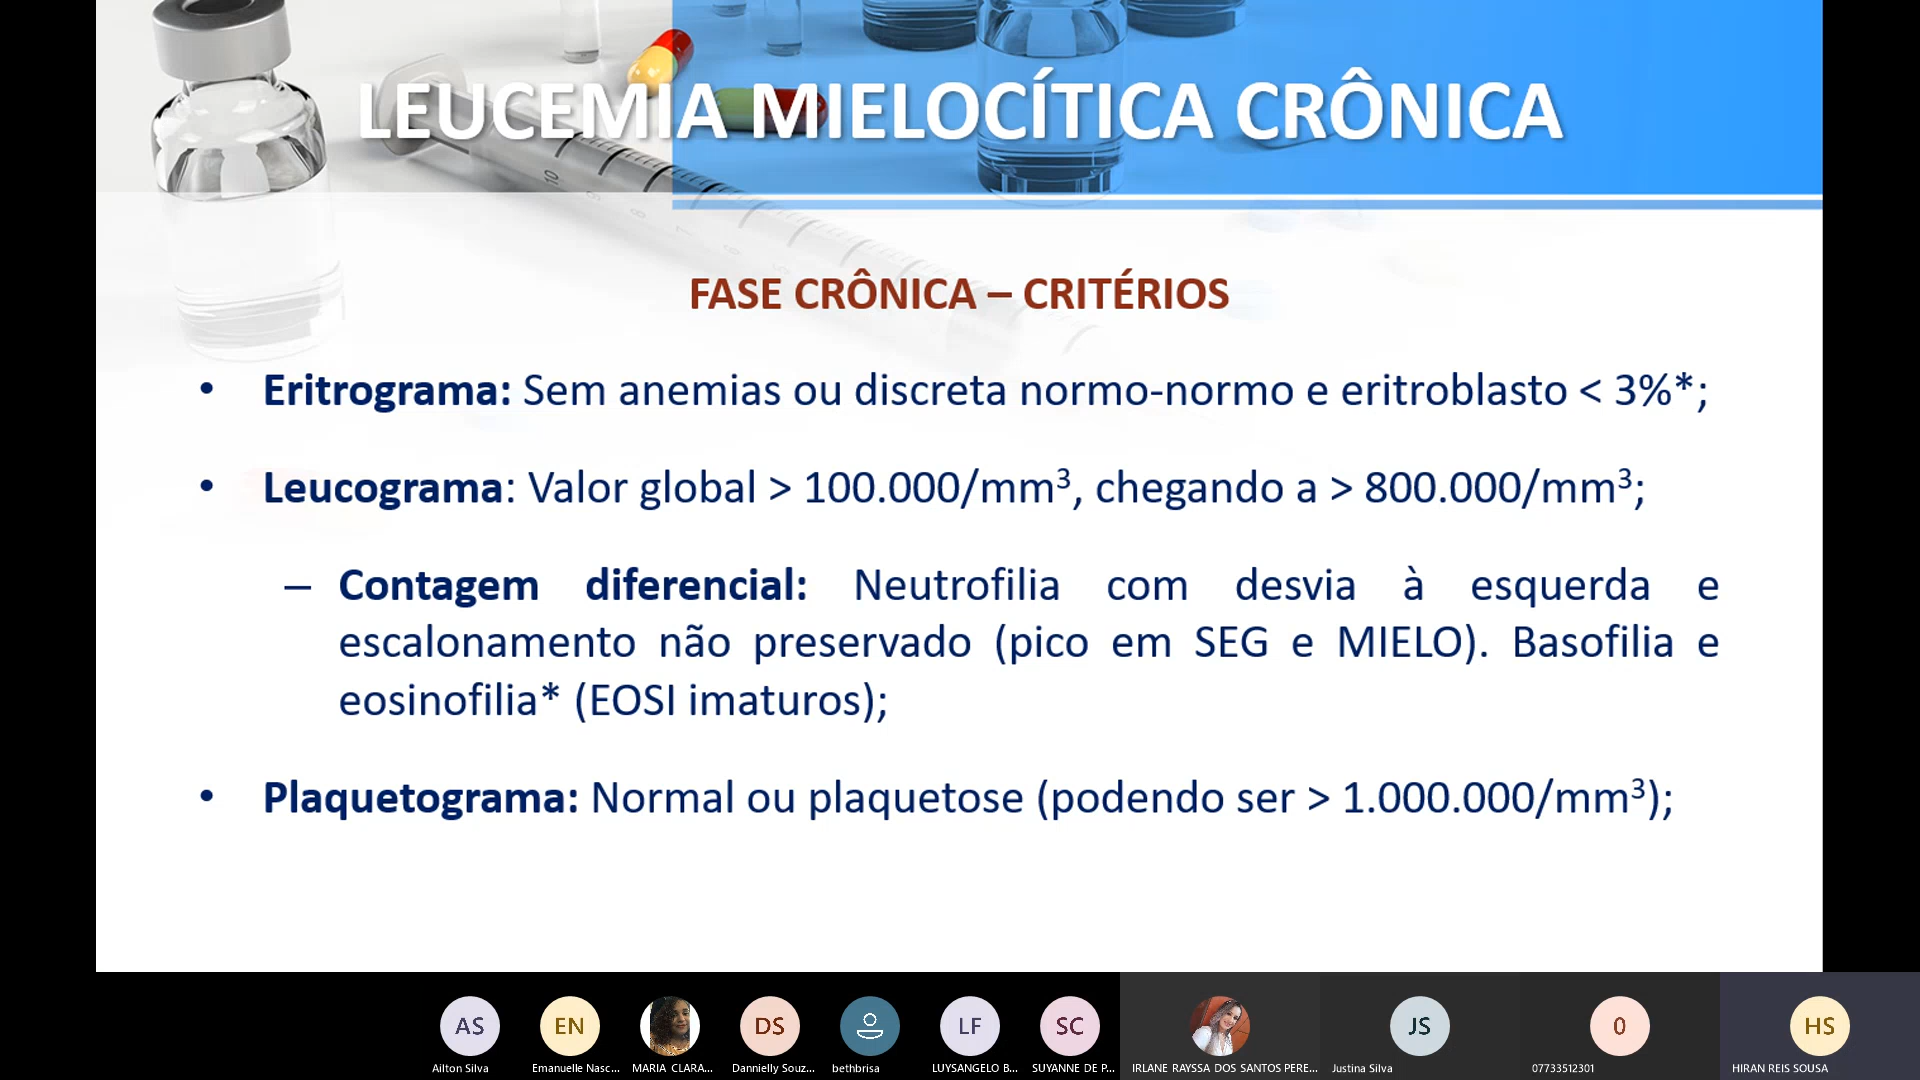 LEUCEMIA MIELOCÍTICA CRÔNICA
FASE CRÔNICA – CRITÉRIOS
• Eritrograma: Sem anemias ou discreta normo-normo e eritroblasto < 3%*;
• Leucograma: Valor global > 100.000/mm³, chegando a > 800.000/mm³;
– Contagem diferencial: Neutrofilia com desvia à esquerda e
escalonamento não preservado (pico em SEG e MIELO). Basofilia e
eosinofilia* (EOSI imaturos);
• Plaquetograma: Normal ou plaquetose (podendo ser > 1.000.000/mm³);
AS EN DS LF SC JS 0 HS
Ailton Silva Emanuelle Nasc... MARIA CLARA... Dannielly Souz... bethbrisa LUYSANGELO B... SUYANNE DE P... IRLANE RAYSSA DOS SANTOS PERE... Justina Silva 07733512301 HIRAN REIS SOUSA